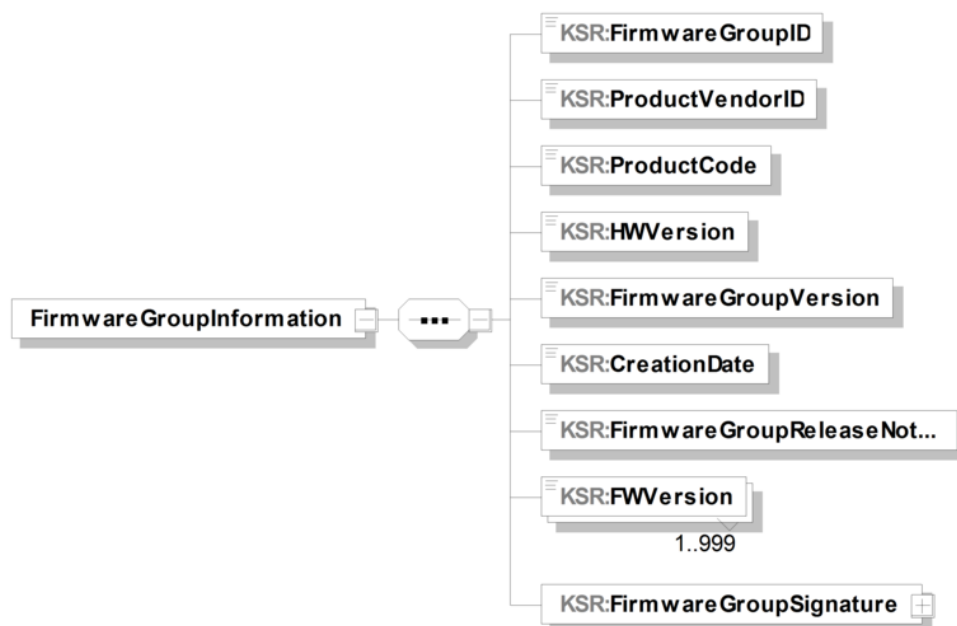 KSR:FirmwareGroupID
KSR:ProductVendorID
KSR:ProductCode
KSR:HWVersion
KSR:FirmwareGroupVersion
FirmwareGroupInformation
KSR:CreationDate
KSR:FirmwareGroupReleaseNot...
KSR:FWVersion
1..999
KSR:FirmwareGroupSignature